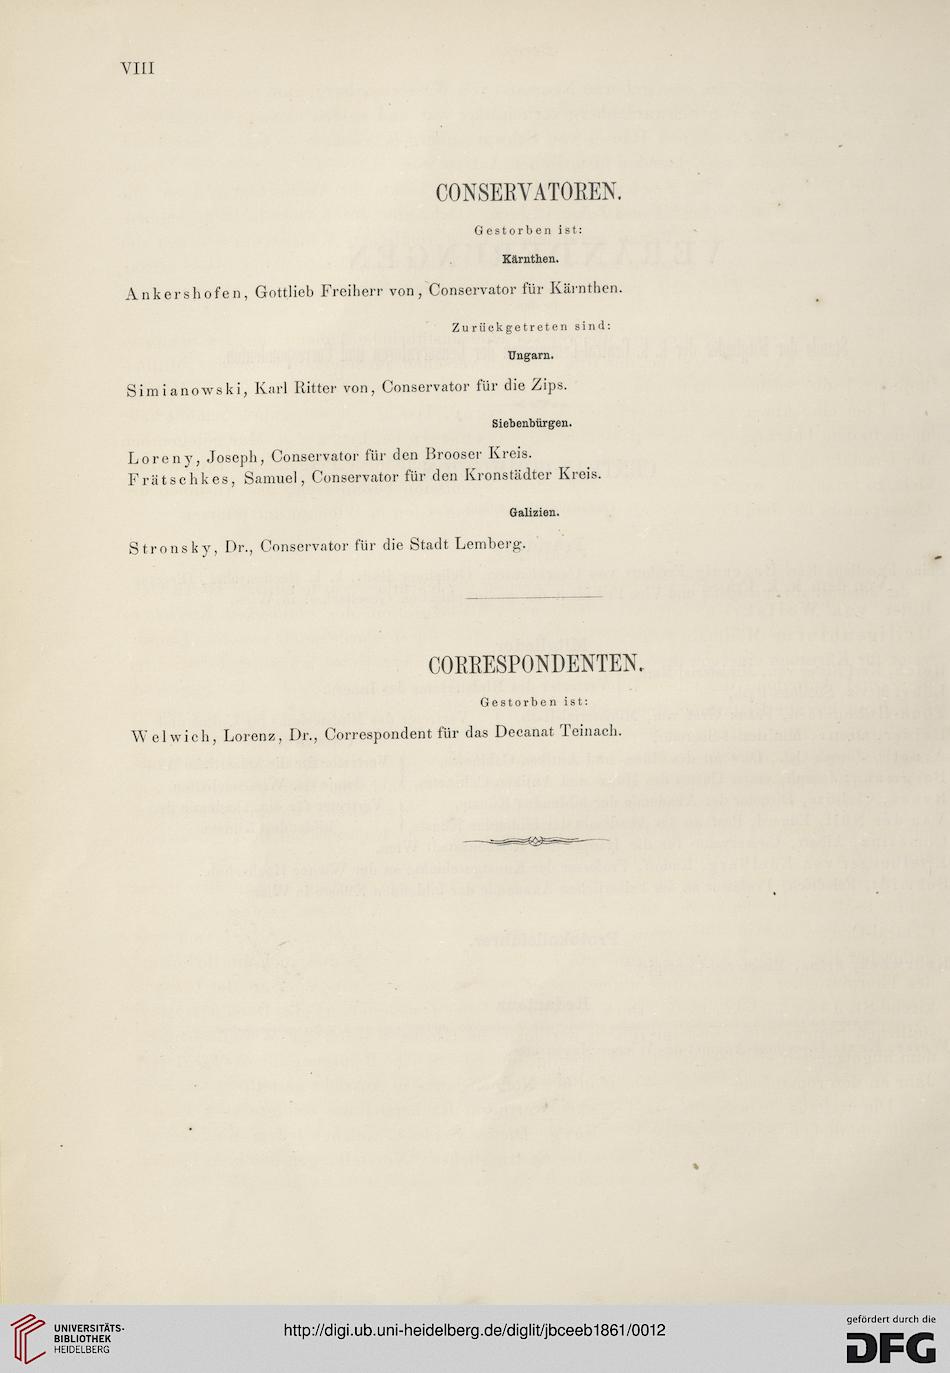 VIII
CONSERVATOREN.
Gestorben ist:
Kärnthen.
Ankershofen, Gottlieb Freiherr von, Conservator für Kärnthen.
Zurückgetreten sind:
Ungarn.
Simianowski, Karl Ritter von, Conservator für die Zips.
Siebenbürgen.
Loreny, Joseph, Conservator für den Brooser Kreis.
Frätschkes, Samuel, Conservator für den Kronstädter Kreis.
Galizien.
Stronsky, Dr., Conservator für die Stadt Lemberg.
CORRESPONDENTEN.
Gestorben ist:
Welwich, Lorenz, Dr., Correspondent für das Decanat Teinach.
UNIVERSITÄTS-
BIBLIOTHEK
HEIDELBERG
http://digi.ub.uni-heidelberg.de/diglit/jbceeb1861/0012
gefördert durch die
DFG